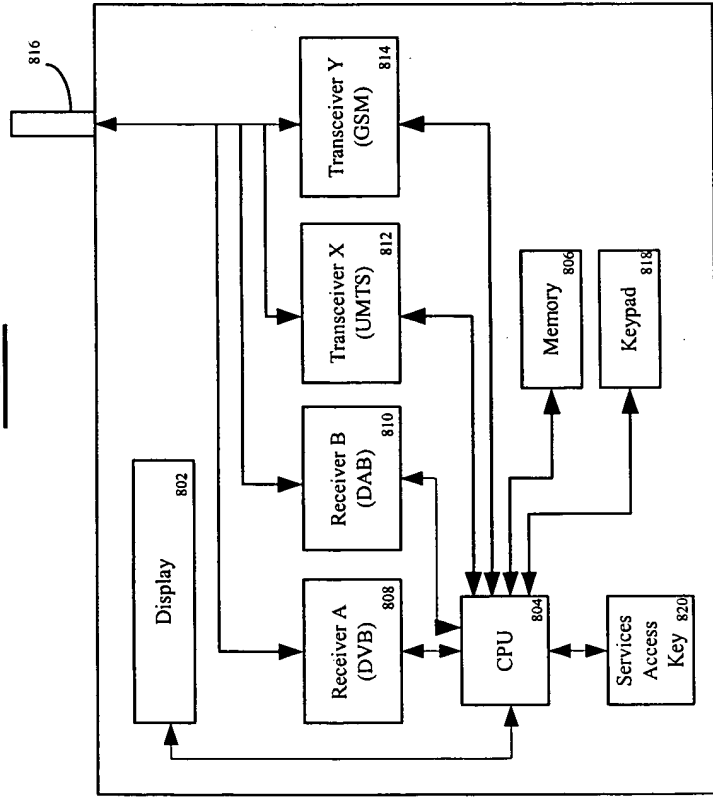 816
Display
802
Receiver A
(DVB)
808
Receiver B
(DAB)
810
Transceiver X
(UMTS)
812
Transceiver Y
(GSM)
814
CPU
804
Memory
806
Keypad
818
Services
Access
Key
820